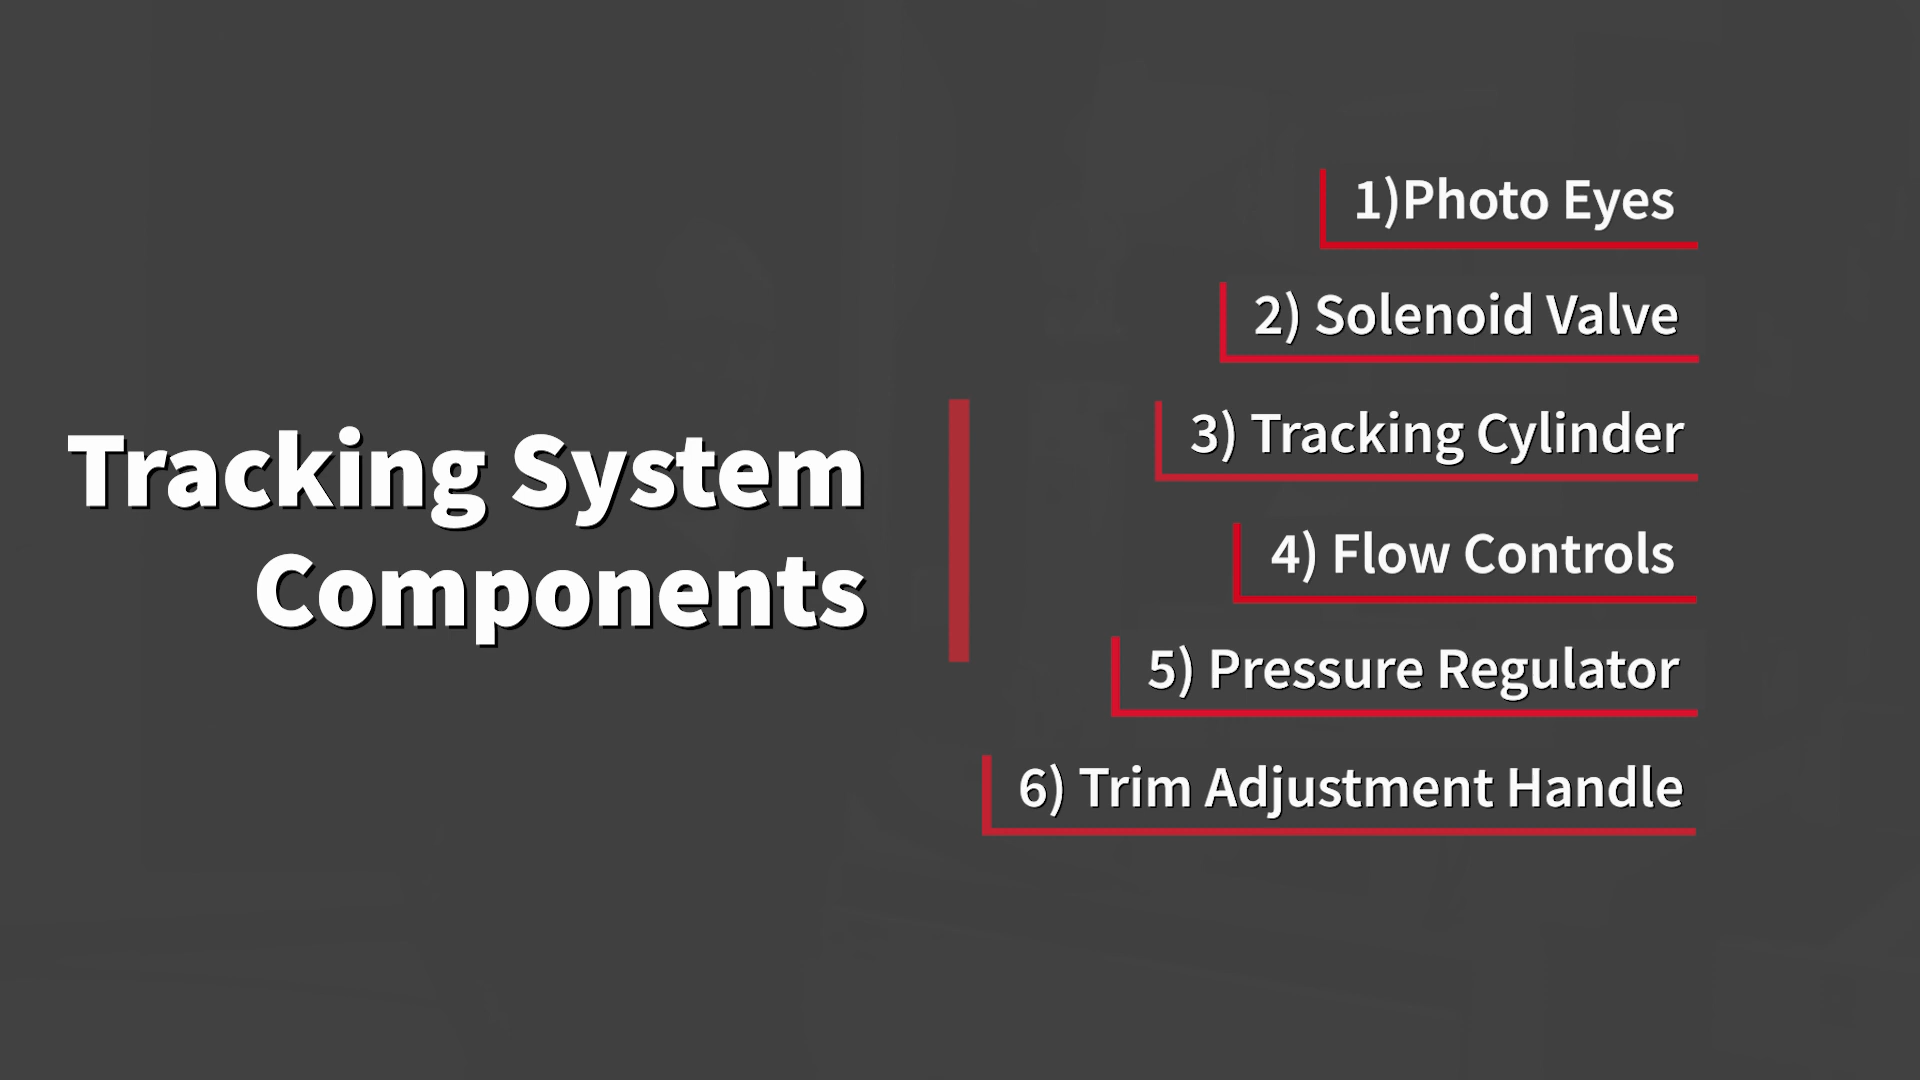 Tracking System
Components
1)Photo Eyes
2) Solenoid Valve
3) Tracking Cylinder
4) Flow Controls
5) Pressure Regulator
6) Trim Adjustment Handle